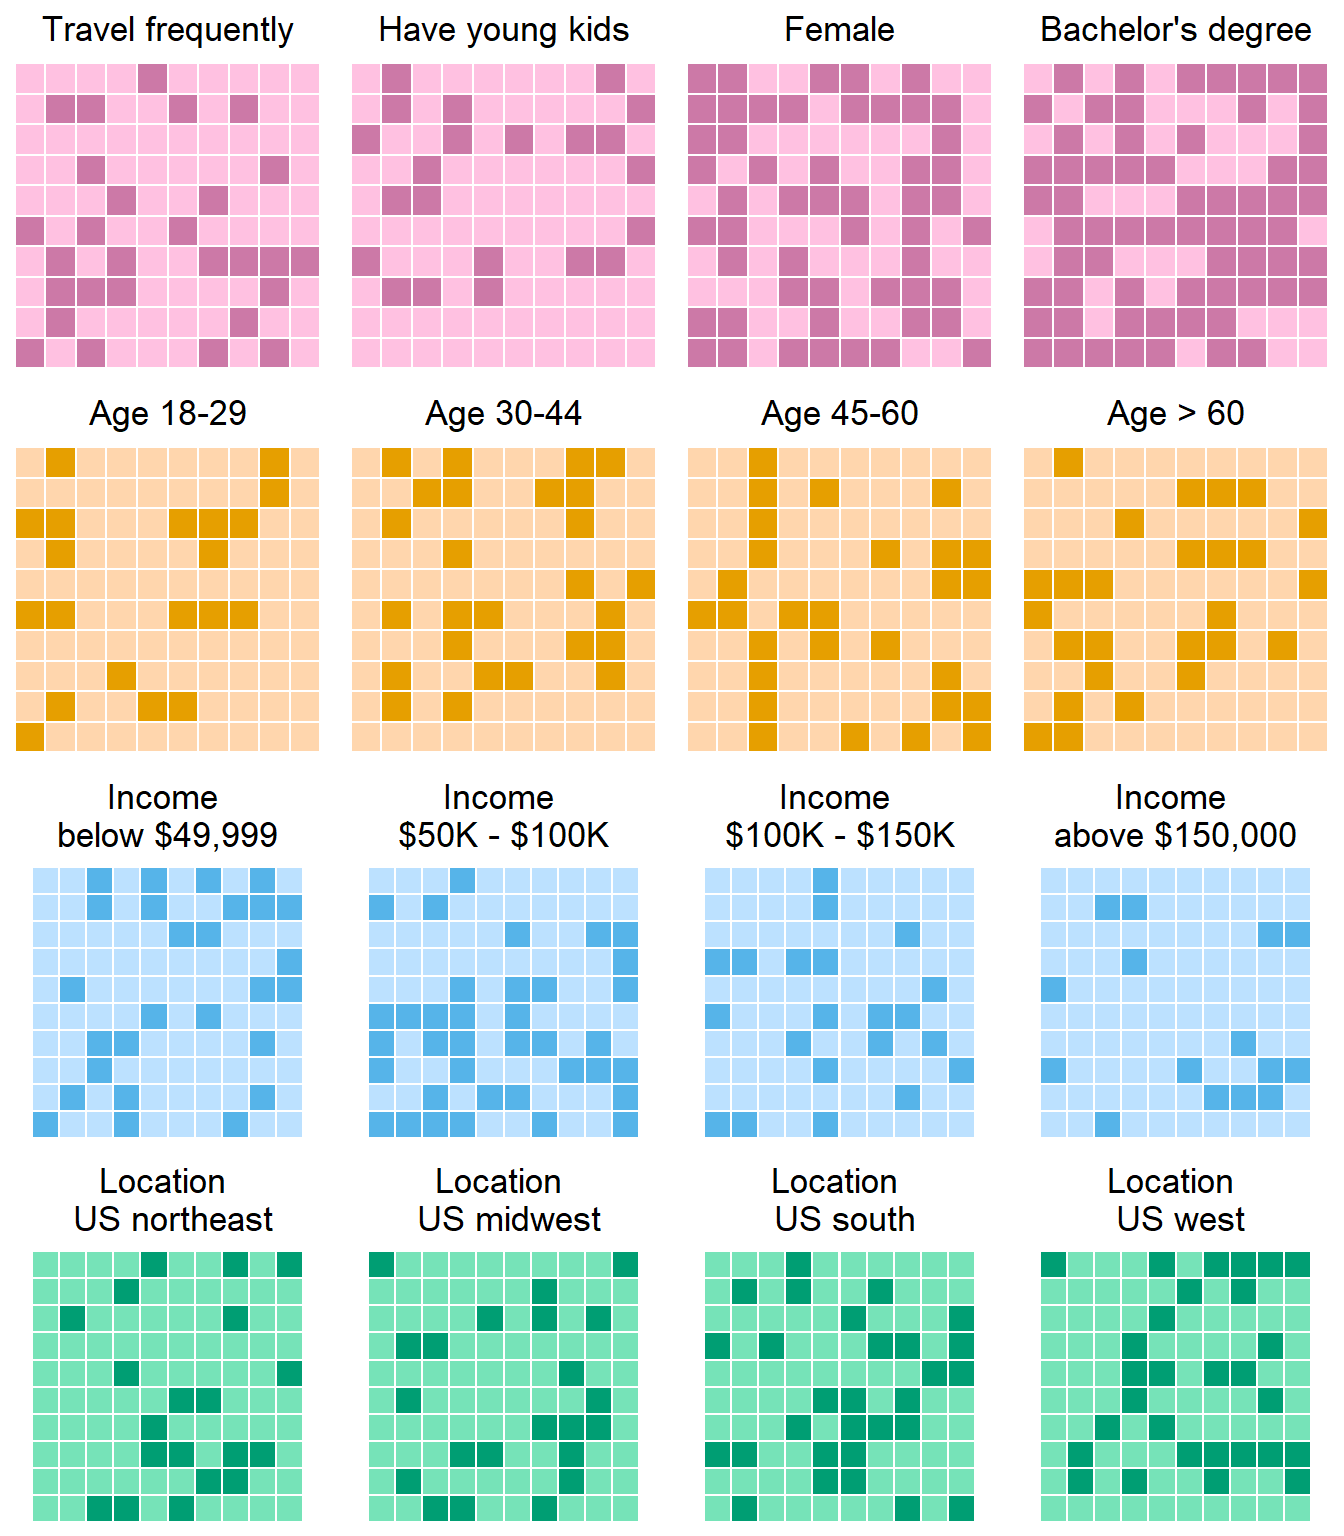 Travel frequently
Have young kids
Female
Bachelor's degree
Age 18-29
Age 30-44
Age 45-60
Age > 60
Income
below $49,999
Income
$50K - $100K
Income
$100K - $150K
Income
above $150,000
Location
US northeast
Location
US midwest
Location
US south
Location
US west